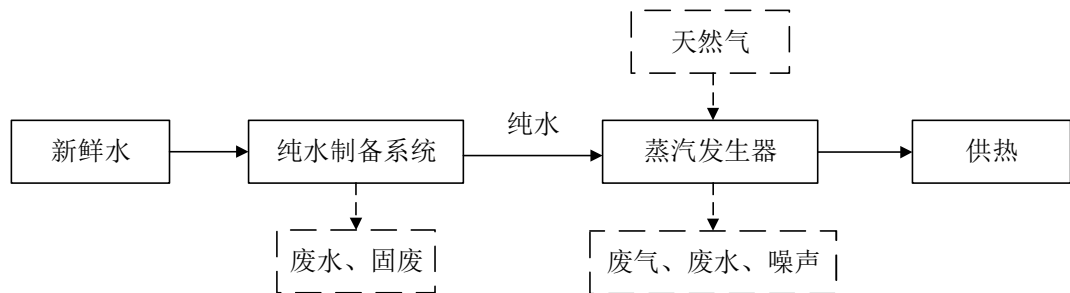 天然气
新鲜水
纯水制备系统
纯水
蒸汽发生器
供热
废水、固废
废气、废水、噪声